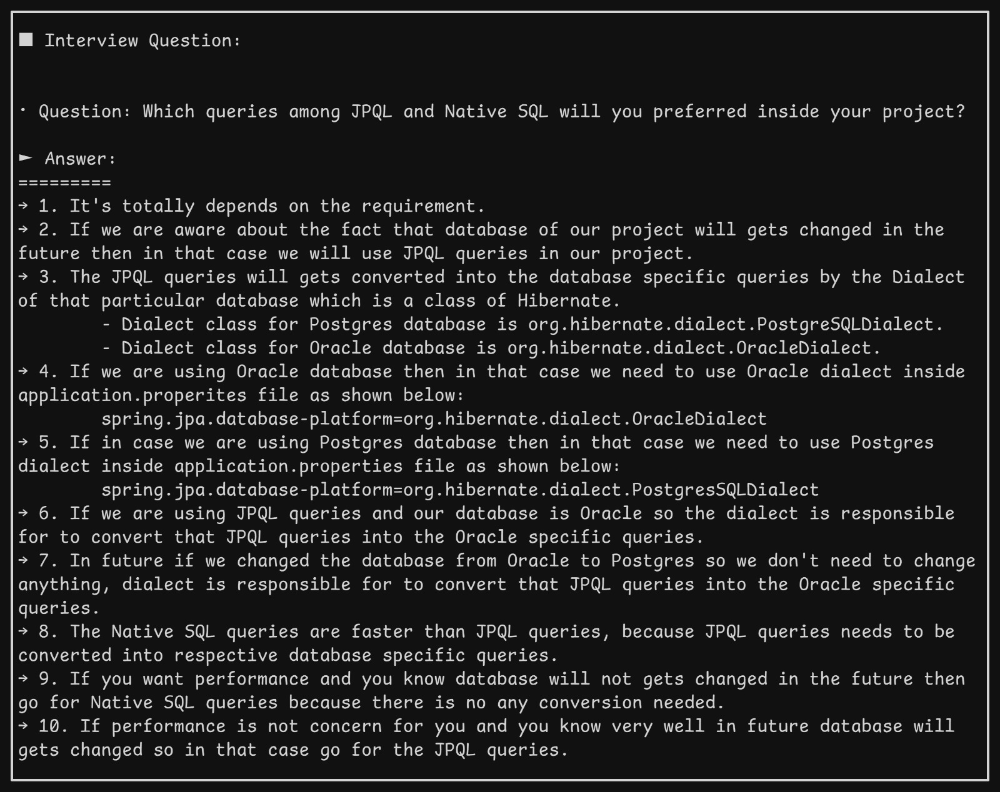 ■ Interview Question:
· Question: Which queries among JPQL and Native SQL will you preferred inside your project?
► Answer:
=========
→ 1. It's totally depends on the requirement.
→ 2. If we are aware about the fact that database of our project will gets changed in the
future then in that case we will use JPQL queries in our project.
→ 3. The JPQL queries will gets converted into the database specific queries by the Dialect
of that particular database which is a class of Hibernate.
- Dialect class for Postgres database is org.hibernate.dialect.PostgreSQLDialect.
- Dialect class for Oracle database is org.hibernate.dialect.OracleDialect.
→ 4. If we are using Oracle database then in that case we need to use Oracle dialect inside
application.properites file as shown below:
spring.jpa.database-platform=org.hibernate.dialect.OracleDialect
→ 5. If in case we are using Postgres database then in that case we need to use Postgres
dialect inside application.properties file as shown below:
spring.jpa.database-platform=org.hibernate.dialect.PostgresSQLDialect
→ 6. If we are using JPQL queries and our database is Oracle so the dialect is responsible
for to convert that JPQL queries into the Oracle specific queries.
→ 7. In future if we changed the database from Oracle to Postgres so we don't need to change
anything, dialect is responsible for to convert that JPQL queries into the Oracle specific
queries.
→ 8. The Native SQL queries are faster than JPQL queries, because JPQL queries needs to be
converted into respective database specific queries.
→ 9. If you want performance and you know database will not gets changed in the future then
go for Native SQL queries because there is no any conversion needed.
→ 10. If performance is not concern for you and you know very well in future database will
gets changed so in that case go for the JPQL queries.